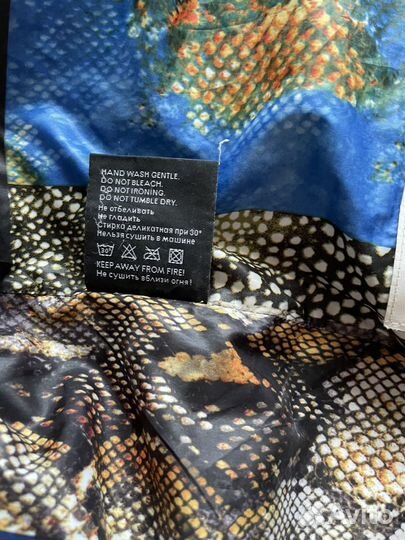 HAND WASH GENTLE.
DO NOT BLEACH.
DO NOT IRONING.
DO NOT TUMBLE DRY.
Не отбеливать
Не гладить
Стирка деликатная при 30°
Нельзя сушить в машине
30°
KEEP AWAY FROM FIRE!
Не сушить вблизи огня!
Avito